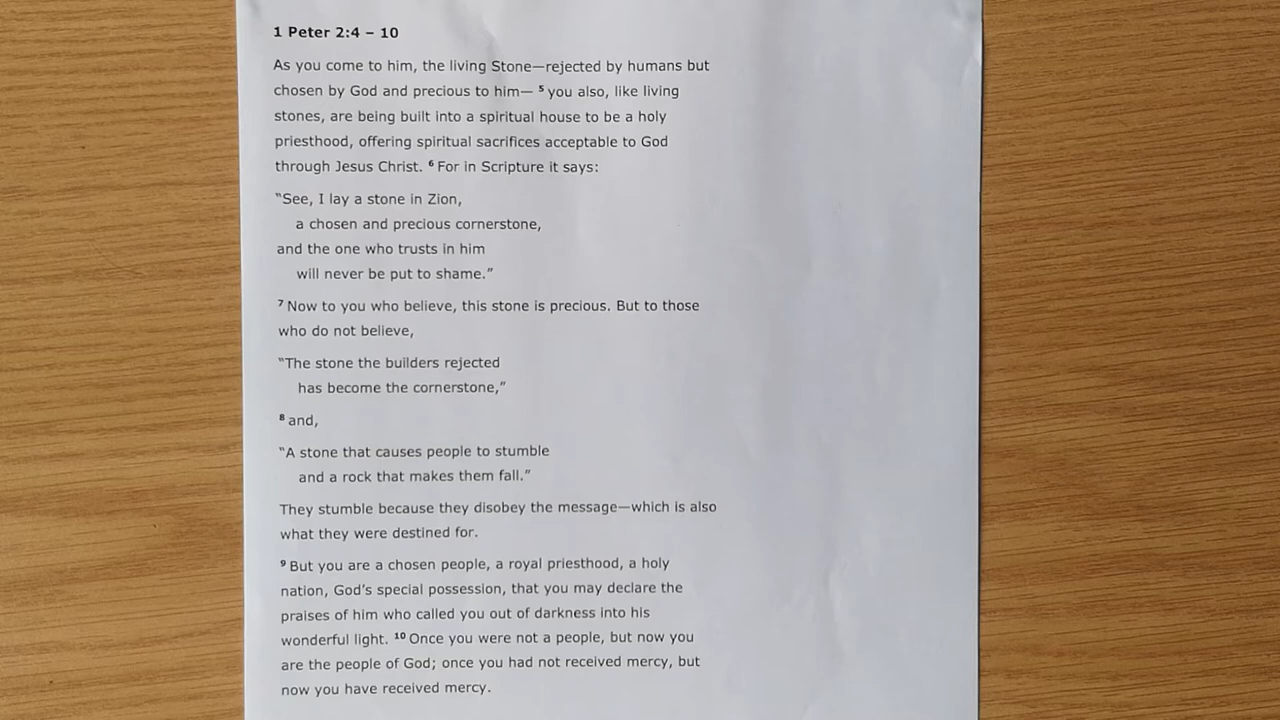 1 Peter 2:4 – 10
As you come to him, the living Stone—rejected by humans but
chosen by God and precious to him— ⁵ you also, like living
stones, are being built into a spiritual house to be a holy
priesthood, offering spiritual sacrifices acceptable to God
through Jesus Christ. ⁶ For in Scripture it says:
“See, I lay a stone in Zion,
a chosen and precious cornerstone,
and the one who trusts in him
will never be put to shame.”
⁷ Now to you who believe, this stone is precious. But to those
who do not believe,
“The stone the builders rejected
has become the cornerstone,”
⁸ and,
“A stone that causes people to stumble
and a rock that makes them fall.”
They stumble because they disobey the message—which is also
what they were destined for.
⁹ But you are a chosen people, a royal priesthood, a holy
nation, God’s special possession, that you may declare the
praises of him who called you out of darkness into his
wonderful light. ¹⁰ Once you were not a people, but now you
are the people of God; once you had not received mercy, but
now you have received mercy.